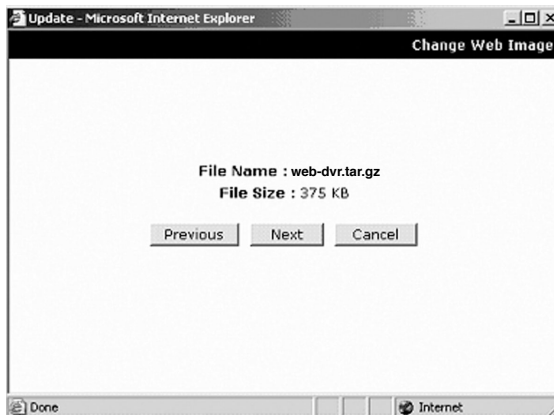 Update - Microsoft Internet Explorer
Change Web Image
File Name : web-dvr.tar.gz
File Size : 375 KB
Previous Next Cancel
Done Internet